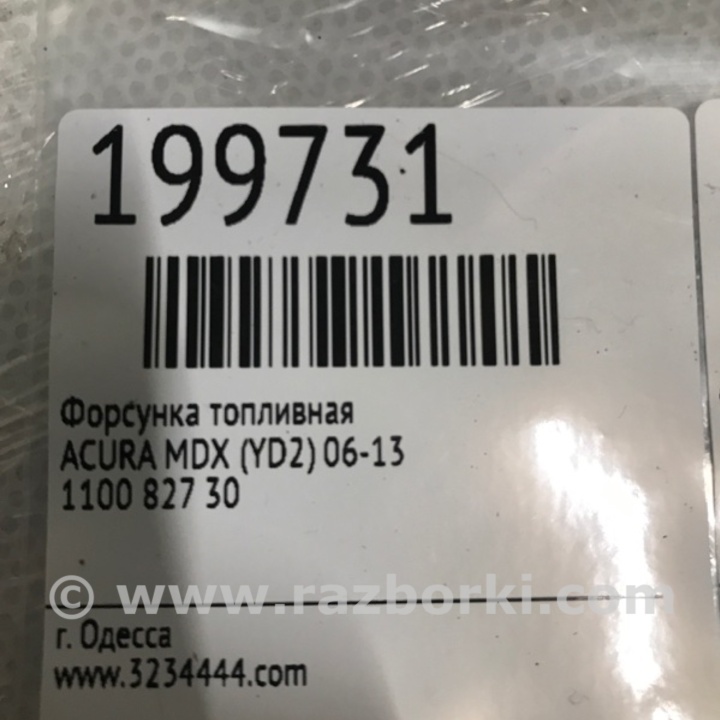 199731
Форсунка топливная
ACURA MDX (YD2) 06-13
1100 827 30
© www.razborki.com
г. Одесса
www.3234444.com